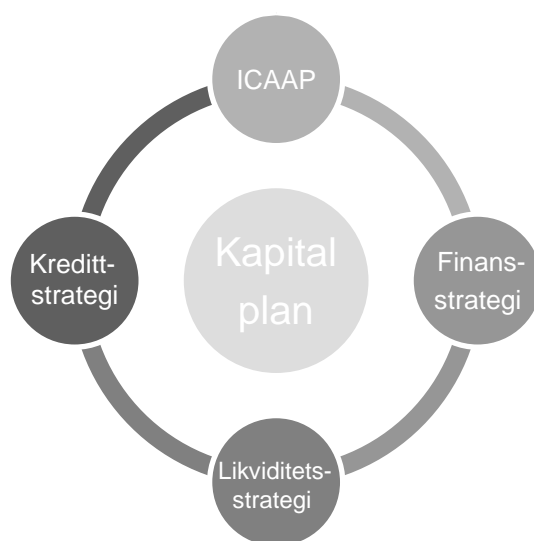 ICAAP
Kreditt-
strategi
Kapital
plan
Finans-
strategi
Likviditets-
strategi